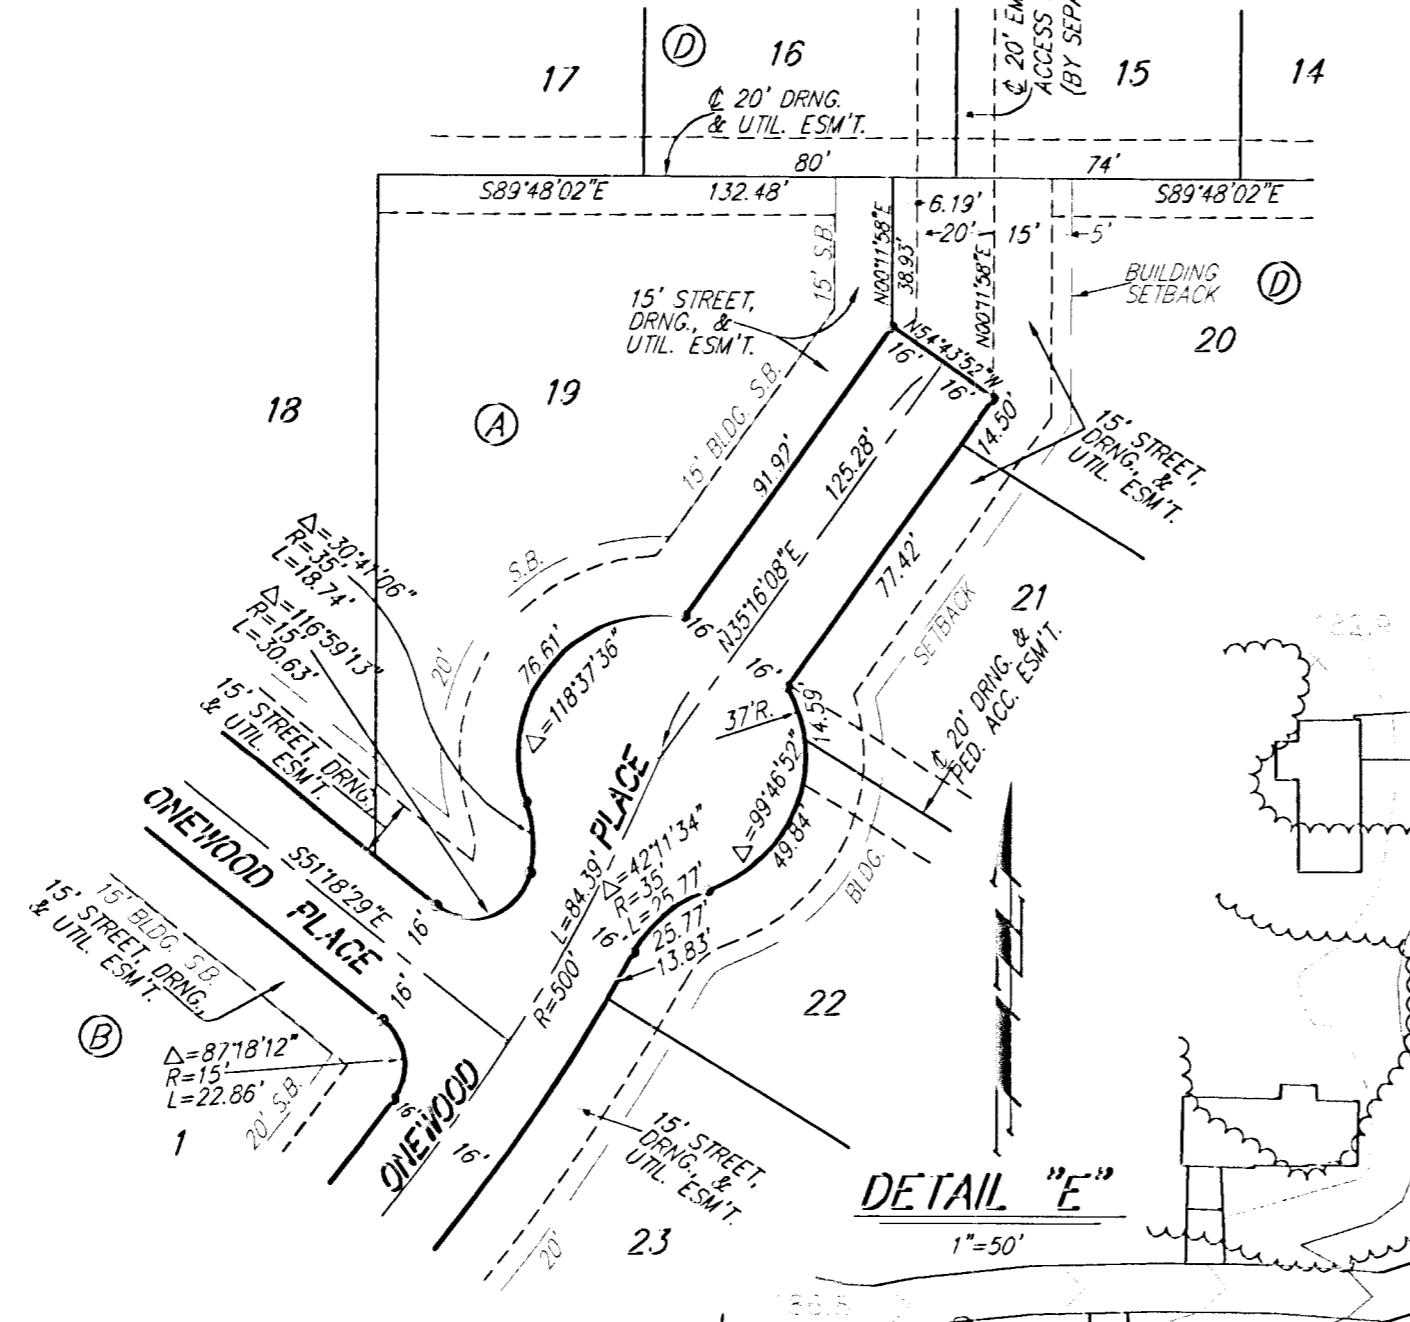 D
16
17
15
14
℄ 20' DRNG.
& UTIL. ESM'T.
℄ 20' EM
ACCESS
(BY SEPA
80'
74'
S89°48'02"E
132.48'
S89°48'02"E
6.19'
20'
15'
5'
15' S.B.
N00°11'58"E
38.93'
N00°11'58"E
BUILDING
SETBACK
D
20
15' STREET,
DRNG., &
UTIL. ESM'T.
N54°43'52"W
16'
16'
14.50'
15' STREET,
DRNG., &
UTIL. ESM'T.
18
19
A
15' BLDG. S.B.
91.92'
125.28'
77.42'
N35°16'08"E
S.B.
Δ=30°41'06"
R=35'
L=18.74'
Δ=116°59'13"
R=15'
L=30.63'
20'
76.61'
Δ=118°37'36"
16'
16'
SETBACK
21
℄ 20' DRNG. &
PED. ACC. ESM'T.
37'R.
14.59'
Δ=99°46'52"
49.84'
15' STREET, DRNG.,
& UTIL. ESM'T.
ONEWOOD PLACE
S51°18'29"E
16'
16'
PLACE
L=84.39'
R=500'
Δ=42°11'34"
R=35'
L=25.77'
16'
25.77'
13.83'
BLDG.
15' BLDG. S.B.
15' STREET, DRNG.,
& UTIL. ESM'T.
B
Δ=87°18'12"
R=15'
L=22.86'
1
20' S.B.
16'
ONEWOOD
16'
22
15' STREET,
DRNG., &
UTIL. ESM'T.
20'
23
DETAIL "E"
1"=50'